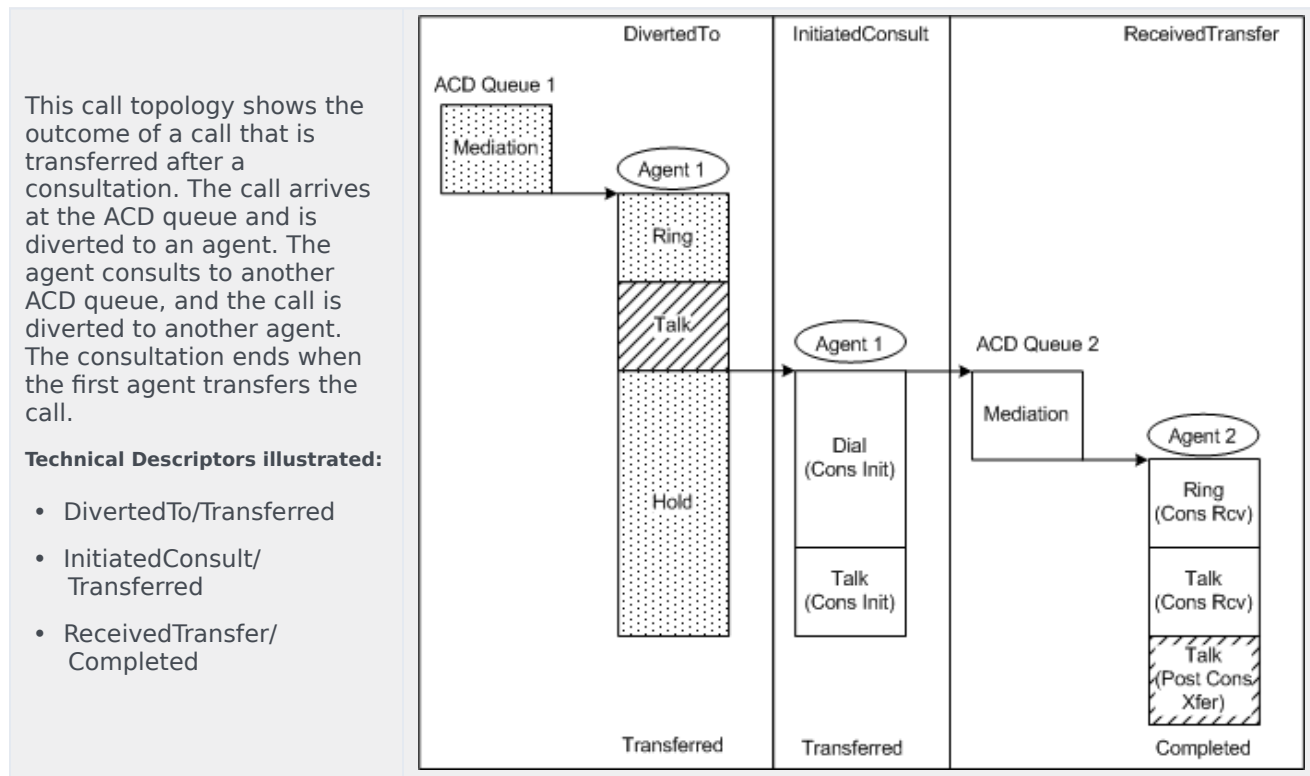 This call topology shows the
outcome of a call that is
transferred after a
consultation. The call arrives
at the ACD queue and is
diverted to an agent. The
agent consults to another
ACD queue, and the call is
diverted to another agent.
The consultation ends when
the first agent transfers the
call.
Technical Descriptors illustrated:
• DivertedTo/Transferred
• InitiatedConsult/
Transferred
• ReceivedTransfer/
Completed
DivertedTo
InitiatedConsult
ReceivedTransfer
ACD Queue 1
Mediation
Agent 1
Ring
Talk
Hold
Agent 1
Dial
(Cons Init)
Talk
(Cons Init)
ACD Queue 2
Mediation
Agent 2
Ring
(Cons Rcv)
Talk
(Cons Rcv)
Talk
(Post Cons
Xfer)
Transferred
Transferred
Completed